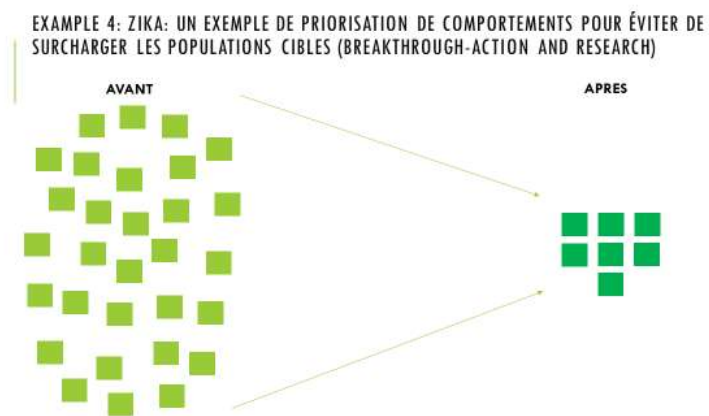 EXAMPLE 4: ZIKA: UN EXEMPLE DE PRIORISATION DE COMPORTEMENTS POUR ÉVITER DE
SURCHARGER LES POPULATIONS CIBLES (BREAKTHROUGH-ACTION AND RESEARCH)
AVANT
APRES